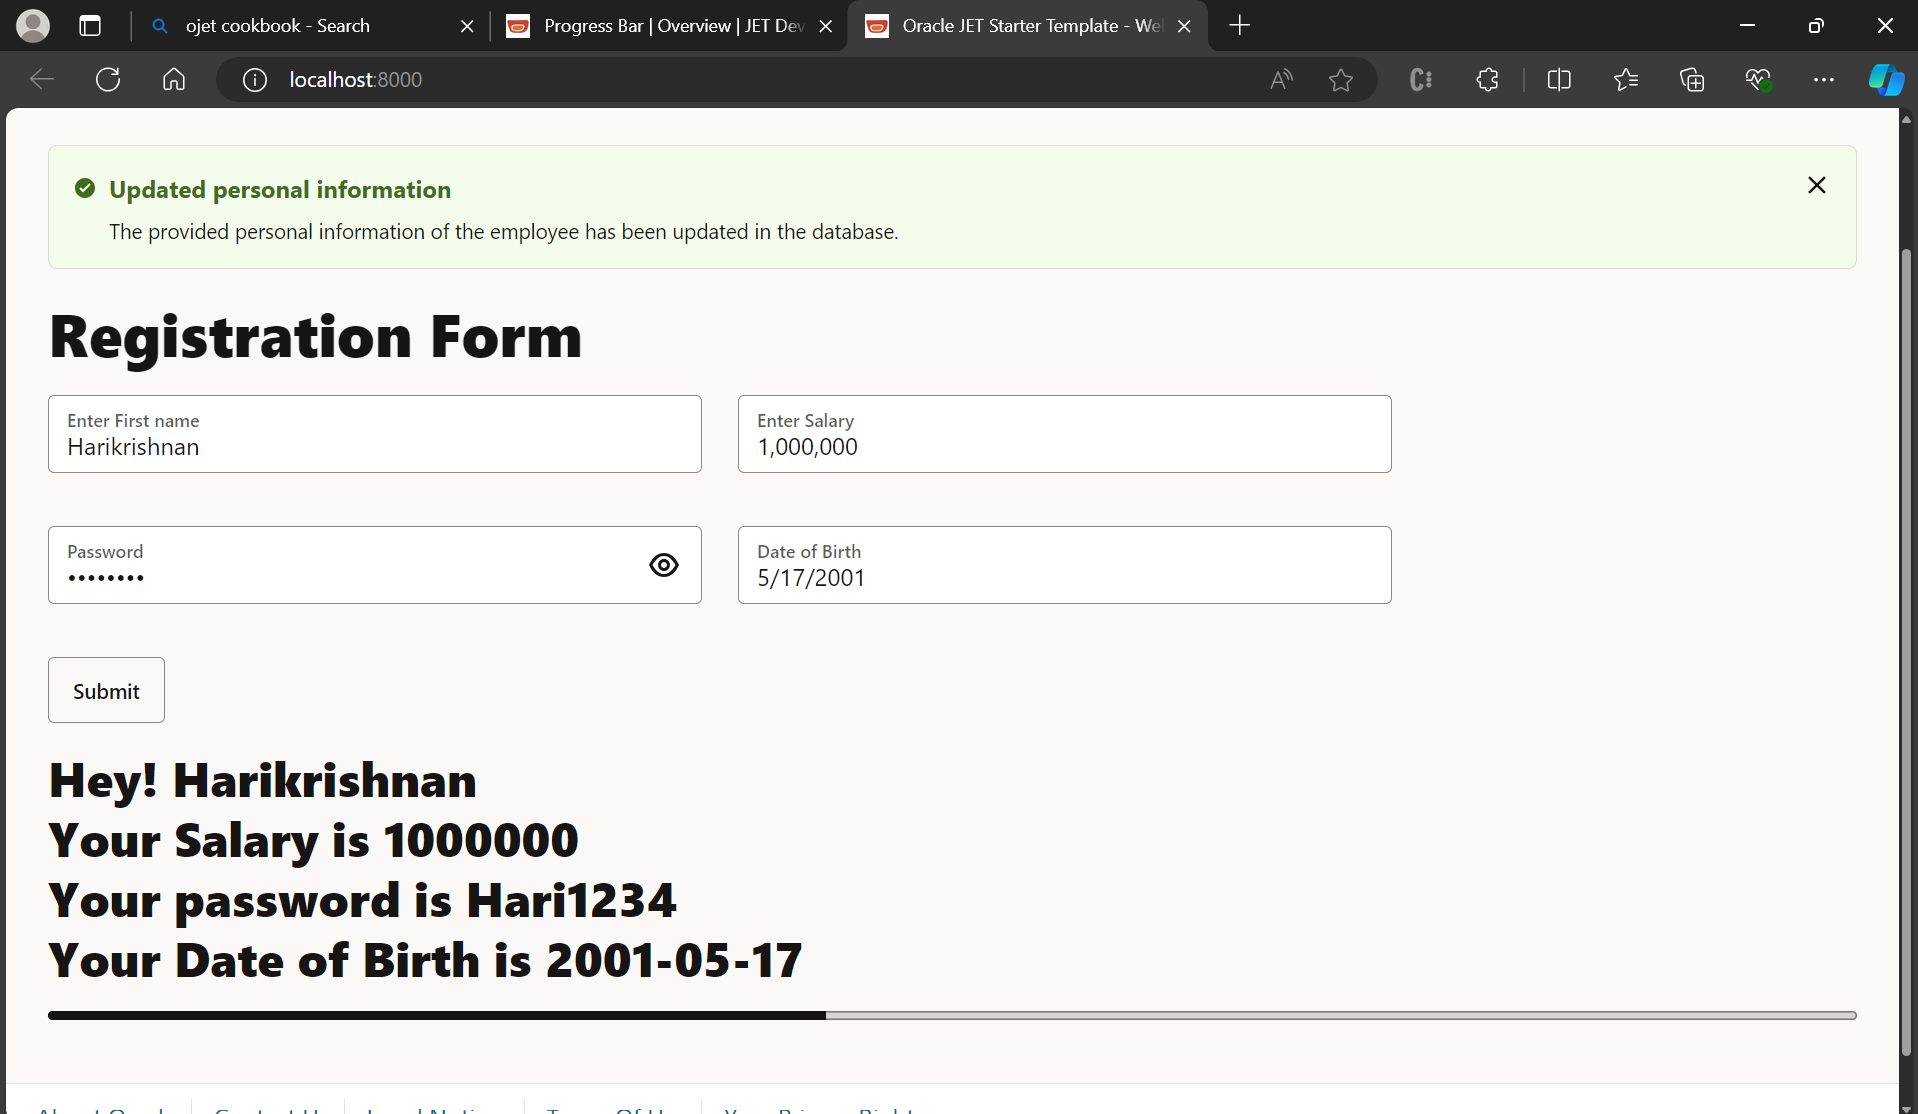 ojet cookbook - Search
Progress Bar | Overview | JET Dev
Oracle JET Starter Template - Wel
localhost:8000
Updated personal information
The provided personal information of the employee has been updated in the database.
Registration Form
Enter First name
Harikrishnan
Enter Salary
1,000,000
Password
••••••••
Date of Birth
5/17/2001
Submit
Hey! Harikrishnan
Your Salary is 1000000
Your password is Hari1234
Your Date of Birth is 2001-05-17